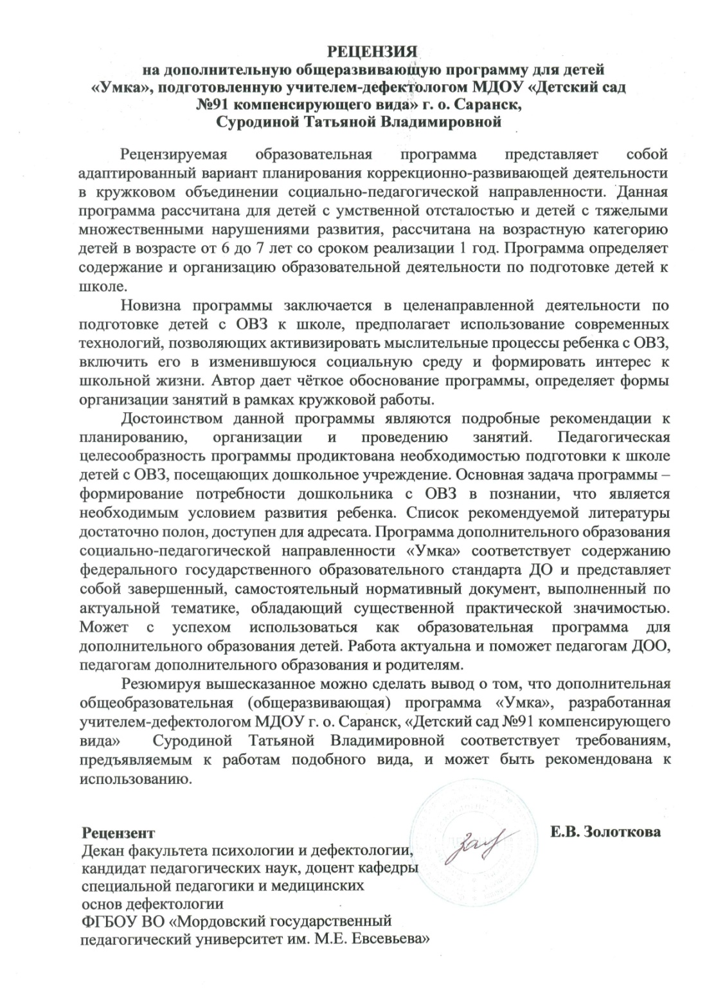 РЕЦЕНЗИЯ
на дополнительную общеразвивающую программу для детей
«Умка», подготовленную учителем-дефектологом МДОУ «Детский сад
№91 компенсирующего вида» г. о. Саранск,
Суродиной Татьяной Владимировной
Рецензируемая образовательная программа представляет собой
адаптированный вариант планирования коррекционно-развивающей деятельности
в кружковом объединении социально-педагогической направленности. Данная
программа рассчитана для детей с умственной отсталостью и детей с тяжелыми
множественными нарушениями развития, рассчитана на возрастную категорию
детей в возрасте от 6 до 7 лет со сроком реализации 1 год. Программа определяет
содержание и организацию образовательной деятельности по подготовке детей к
школе.
Новизна программы заключается в целенаправленной деятельности по
подготовке детей с ОВЗ к школе, предполагает использование современных
технологий, позволяющих активизировать мыслительные процессы ребенка с ОВЗ,
включить его в изменившуюся социальную среду и формировать интерес к
школьной жизни. Автор дает чёткое обоснование программы, определяет формы
организации занятий в рамках кружковой работы.
Достоинством данной программы являются подробные рекомендации к
планированию, организации и проведению занятий. Педагогическая
целесообразность программы продиктована необходимостью подготовки к школе
детей с ОВЗ, посещающих дошкольное учреждение. Основная задача программы –
формирование потребности дошкольника с ОВЗ в познании, что является
необходимым условием развития ребенка. Список рекомендуемой литературы
достаточно полон, доступен для адресата. Программа дополнительного образования
социально-педагогической направленности «Умка» соответствует содержанию
федерального государственного образовательного стандарта ДО и представляет
собой завершенный, самостоятельный нормативный документ, выполненный по
актуальной тематике, обладающий существенной практической значимостью.
Может с успехом использоваться как образовательная программа для
дополнительного образования детей. Работа актуальна и поможет педагогам ДОО,
педагогам дополнительного образования и родителям.
Резюмируя вышесказанное можно сделать вывод о том, что дополнительная
общеобразовательная (общеразвивающая) программа «Умка», разработанная
учителем-дефектологом МДОУ г. о. Саранск, «Детский сад №91 компенсирующего
вида» Суродиной Татьяной Владимировной соответствует требованиям,
предъявляемым к работам подобного вида, и может быть рекомендована к
использованию.
Рецензент Е.В. Золоткова
Декан факультета психологии и дефектологии,
кандидат педагогических наук, доцент кафедры
специальной педагогики и медицинских
основ дефектологии
ФГБОУ ВО «Мордовский государственный
педагогический университет им. М.Е. Евсевьева»